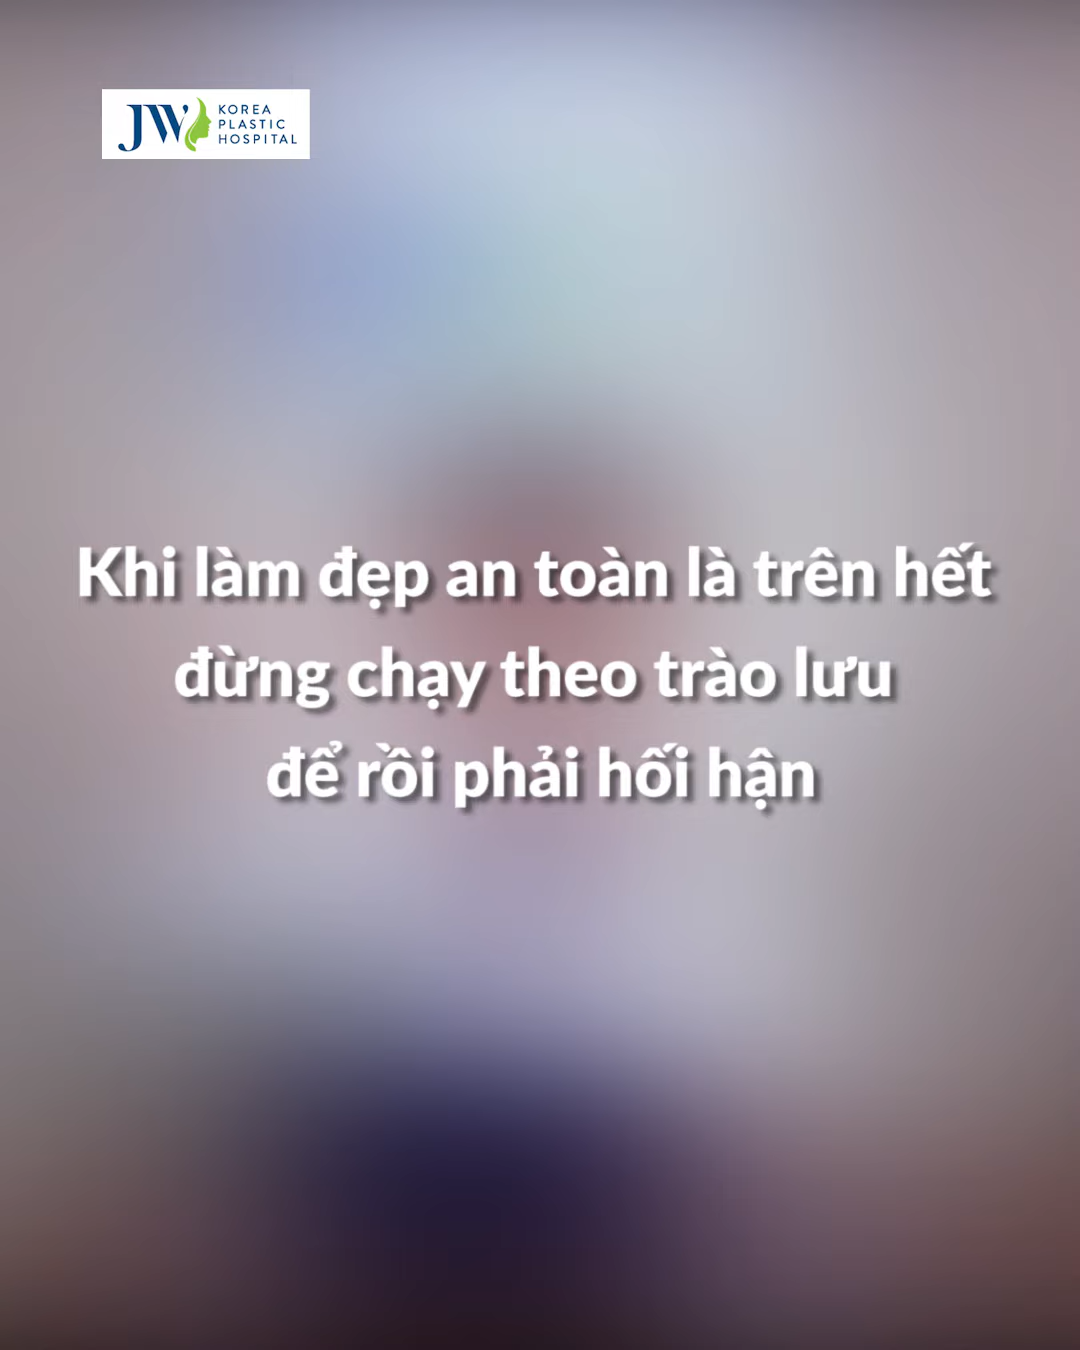 JW KOREA
PLASTIC
HOSPITAL
Khi làm đẹp an toàn là trên hết
đừng chạy theo trào lưu
để rồi phải hối hận